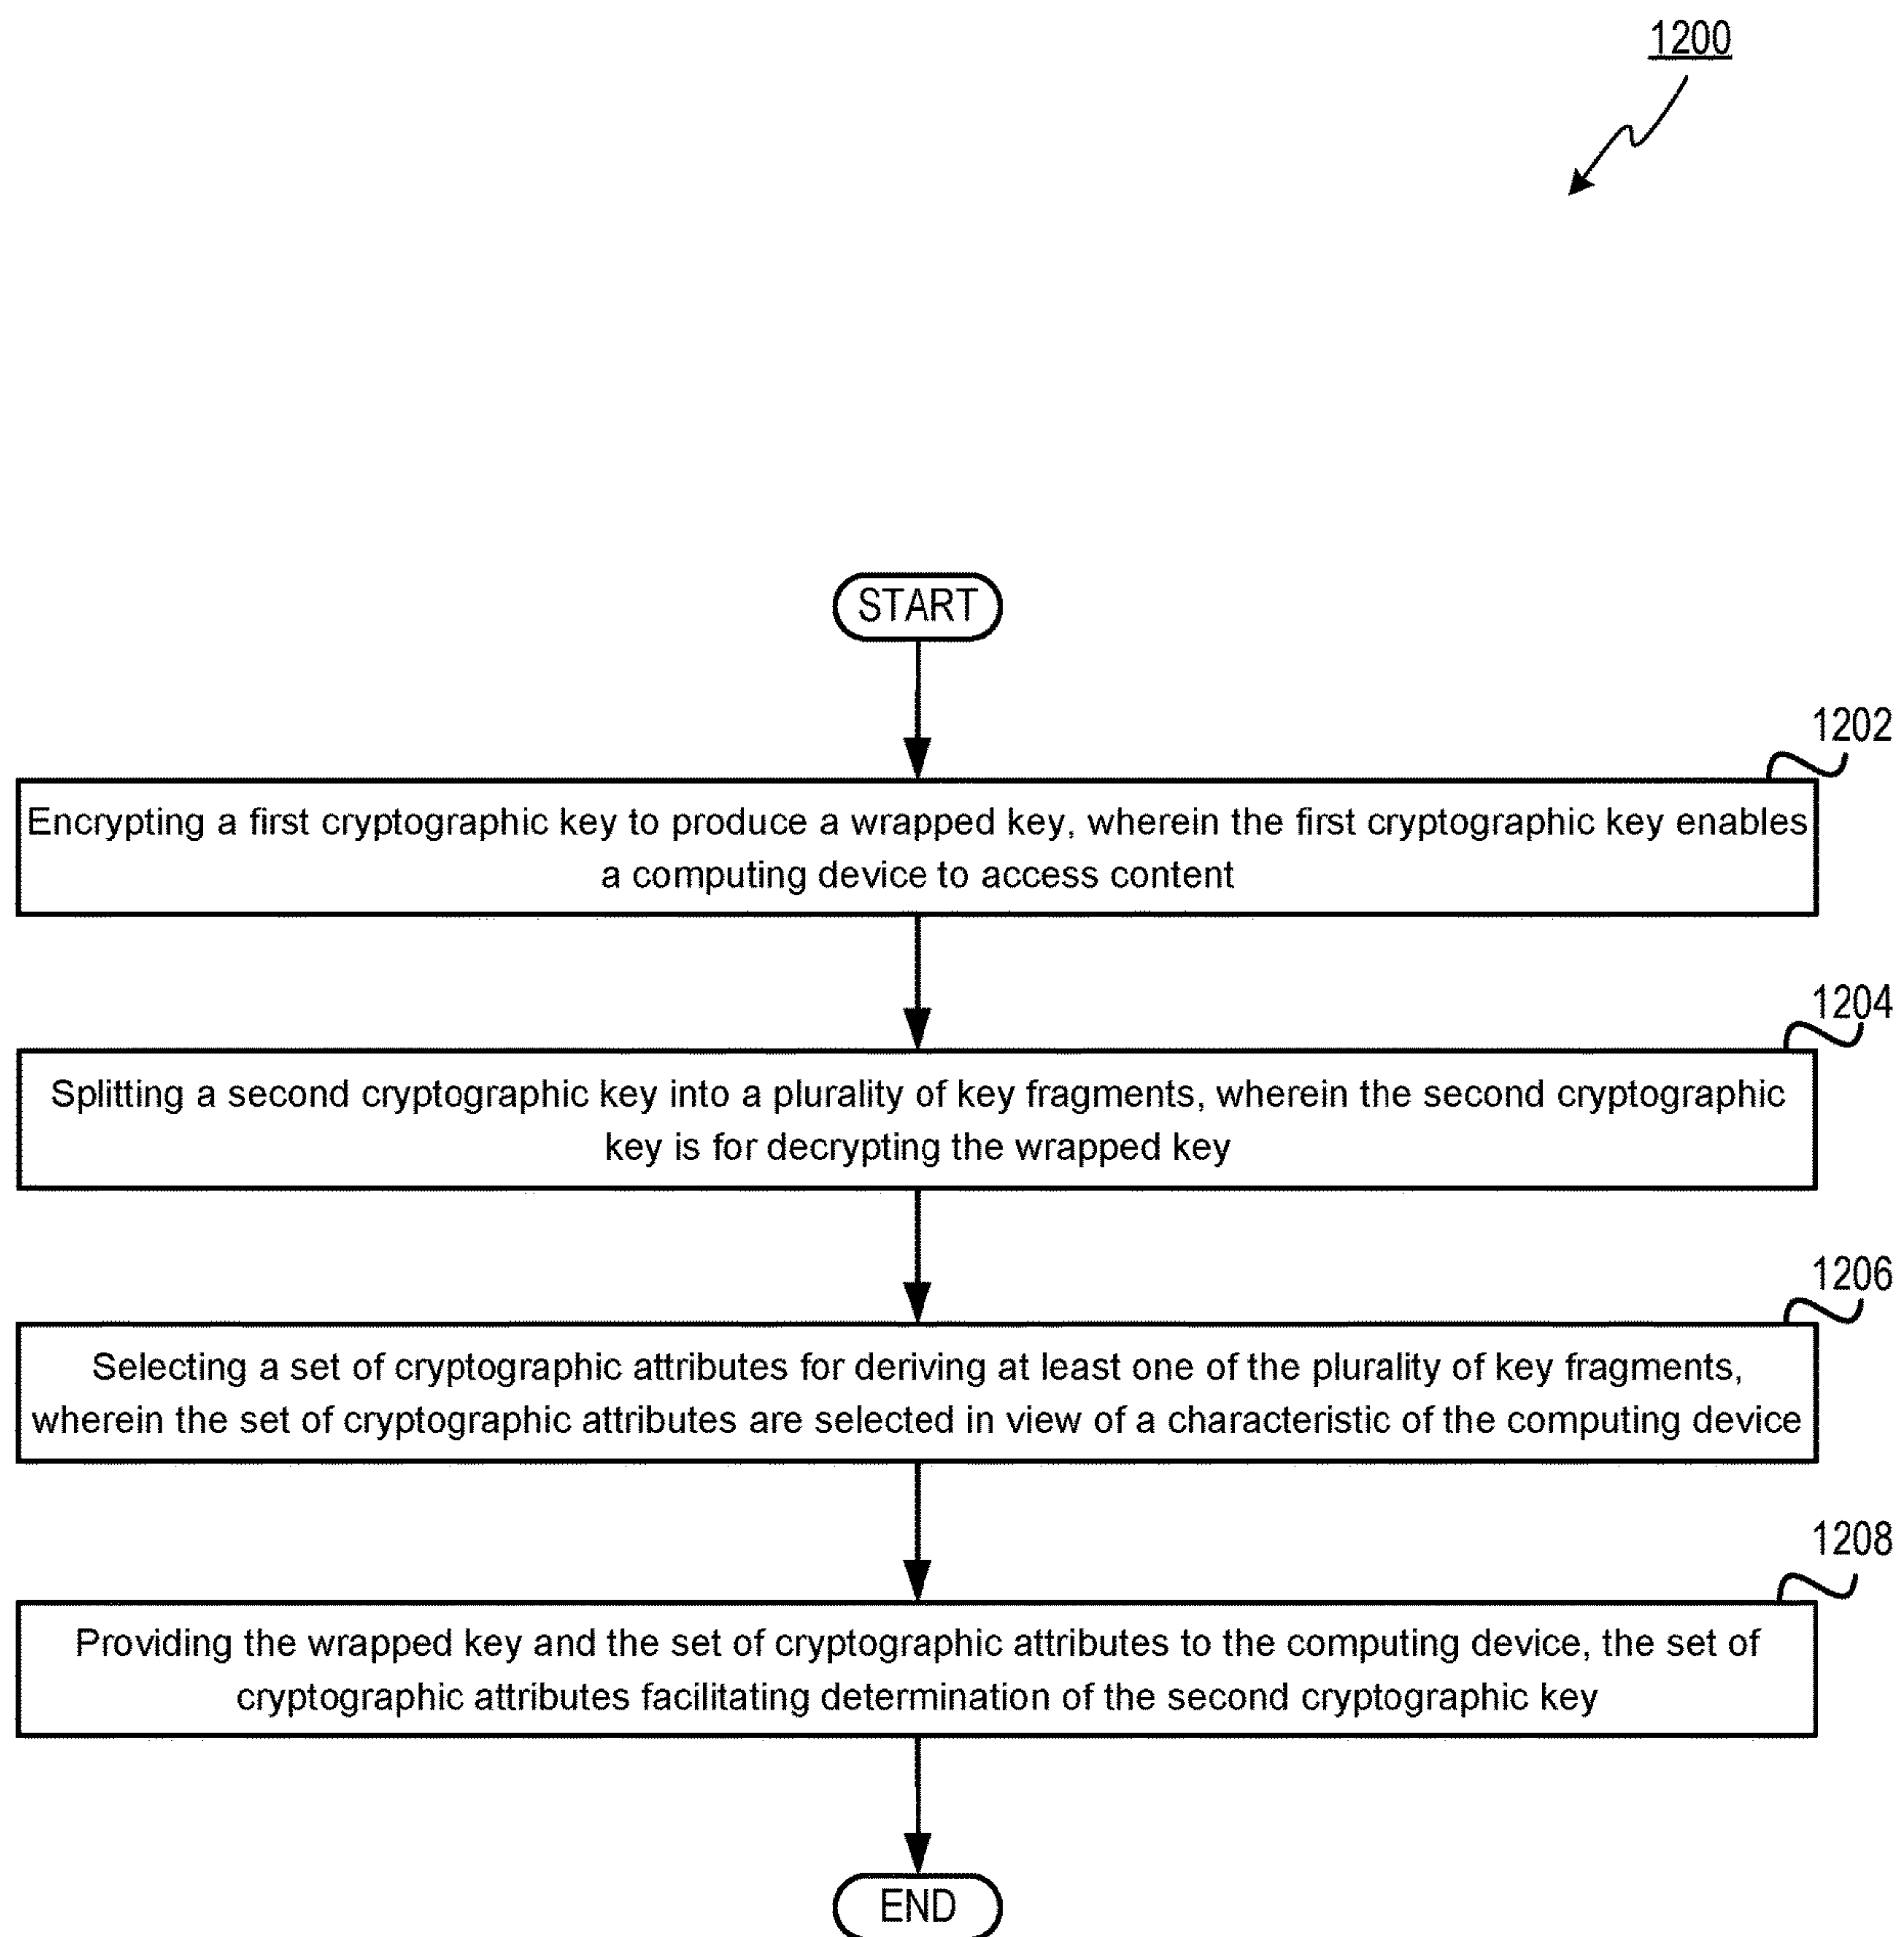 1200
START
1202
Encrypting a first cryptographic key to produce a wrapped key, wherein the first cryptographic key enables
a computing device to access content
1204
Splitting a second cryptographic key into a plurality of key fragments, wherein the second cryptographic
key is for decrypting the wrapped key
1206
Selecting a set of cryptographic attributes for deriving at least one of the plurality of key fragments,
wherein the set of cryptographic attributes are selected in view of a characteristic of the computing device
1208
Providing the wrapped key and the set of cryptographic attributes to the computing device, the set of
cryptographic attributes facilitating determination of the second cryptographic key
END